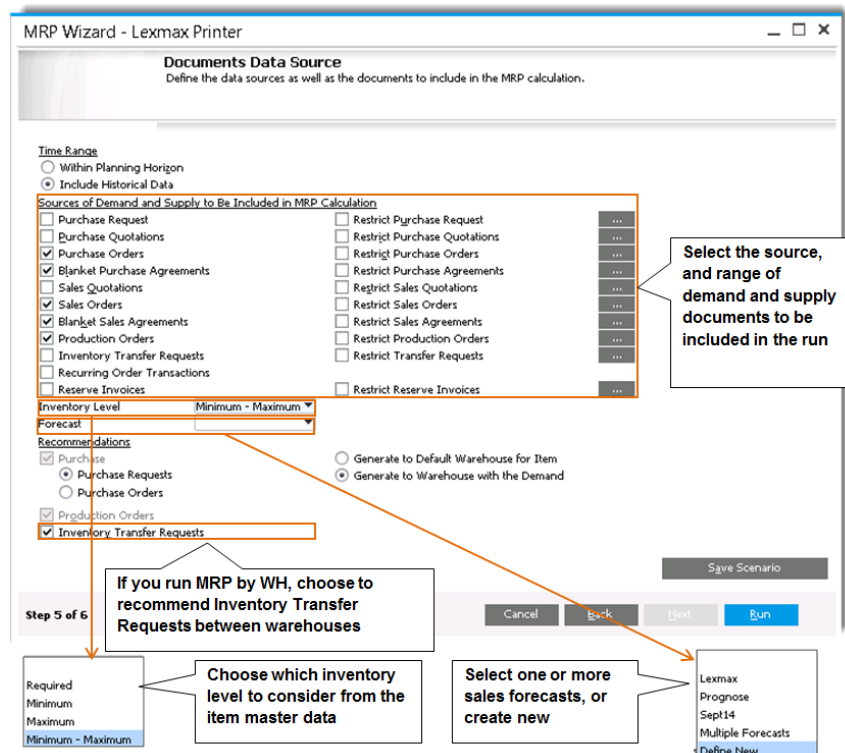 MRP Wizard - Lexmax Printer
Documents Data Source
Define the data sources as well as the documents to include in the MRP calculation.
Time Range
Within Planning Horizon
Include Historical Data
Sources of Demand and Supply to Be Included in MRP Calculation
Purchase Request Restrict Purchase Request ...
Purchase Quotations Restrict Purchase Quotations ...
Purchase Orders Restrict Purchase Orders ...
Blanket Purchase Agreements Restrict Purchase Agreements ...
Sales Quotations Restrict Sales Quotations ...
Sales Orders Restrict Sales Orders ...
Blanket Sales Agreements Restrict Sales Agreements ...
Production Orders Restrict Production Orders ...
Inventory Transfer Requests Restrict Transfer Requests ...
Recurring Order Transactions
Reserve Invoices Restrict Reserve Invoices ...
Select the source,
and range of
demand and supply
documents to be
included in the run
Inventory Level Minimum - Maximum
Forecast
Recommendations
Purchase Generate to Default Warehouse for Item
Purchase Requests Generate to Warehouse with the Demand
Purchase Orders
Production Orders
Inventory Transfer Requests
Save Scenario
If you run MRP by WH, choose to
recommend Inventory Transfer
Requests between warehouses
Step 5 of 6 Cancel Back Next Run
Required
Minimum
Maximum
Minimum - Maximum
Choose which inventory
level to consider from the
item master data
Select one or more
sales forecasts, or
create new
Lexmax
Prognose
Sept14
Multiple Forecasts
Define New